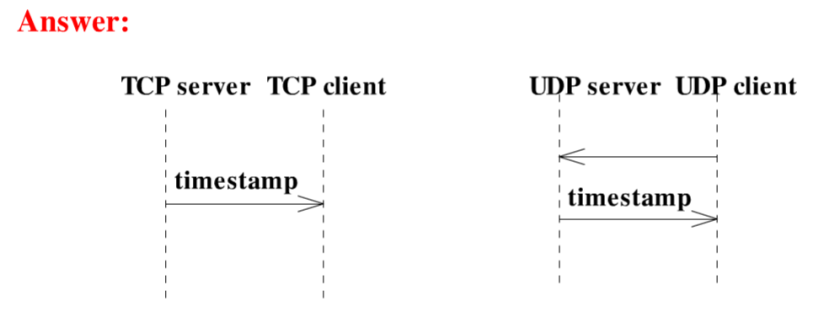 Answer:
TCP server TCP client
UDP server UDP client
timestamp
timestamp